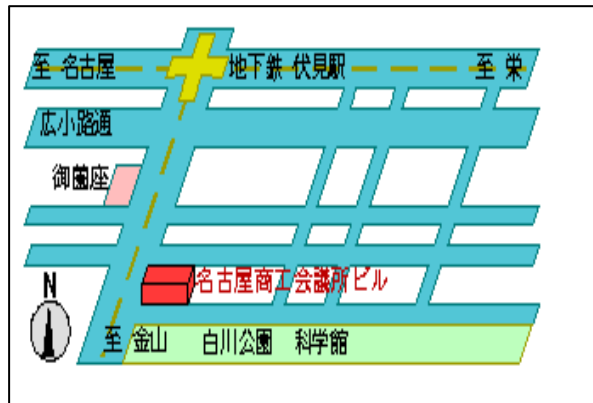 至 名古屋 地下鉄 伏見駅 至 栄
広小路通
御園座
名古屋商工会議所ビル
N
至 金山 白川公園 科学館